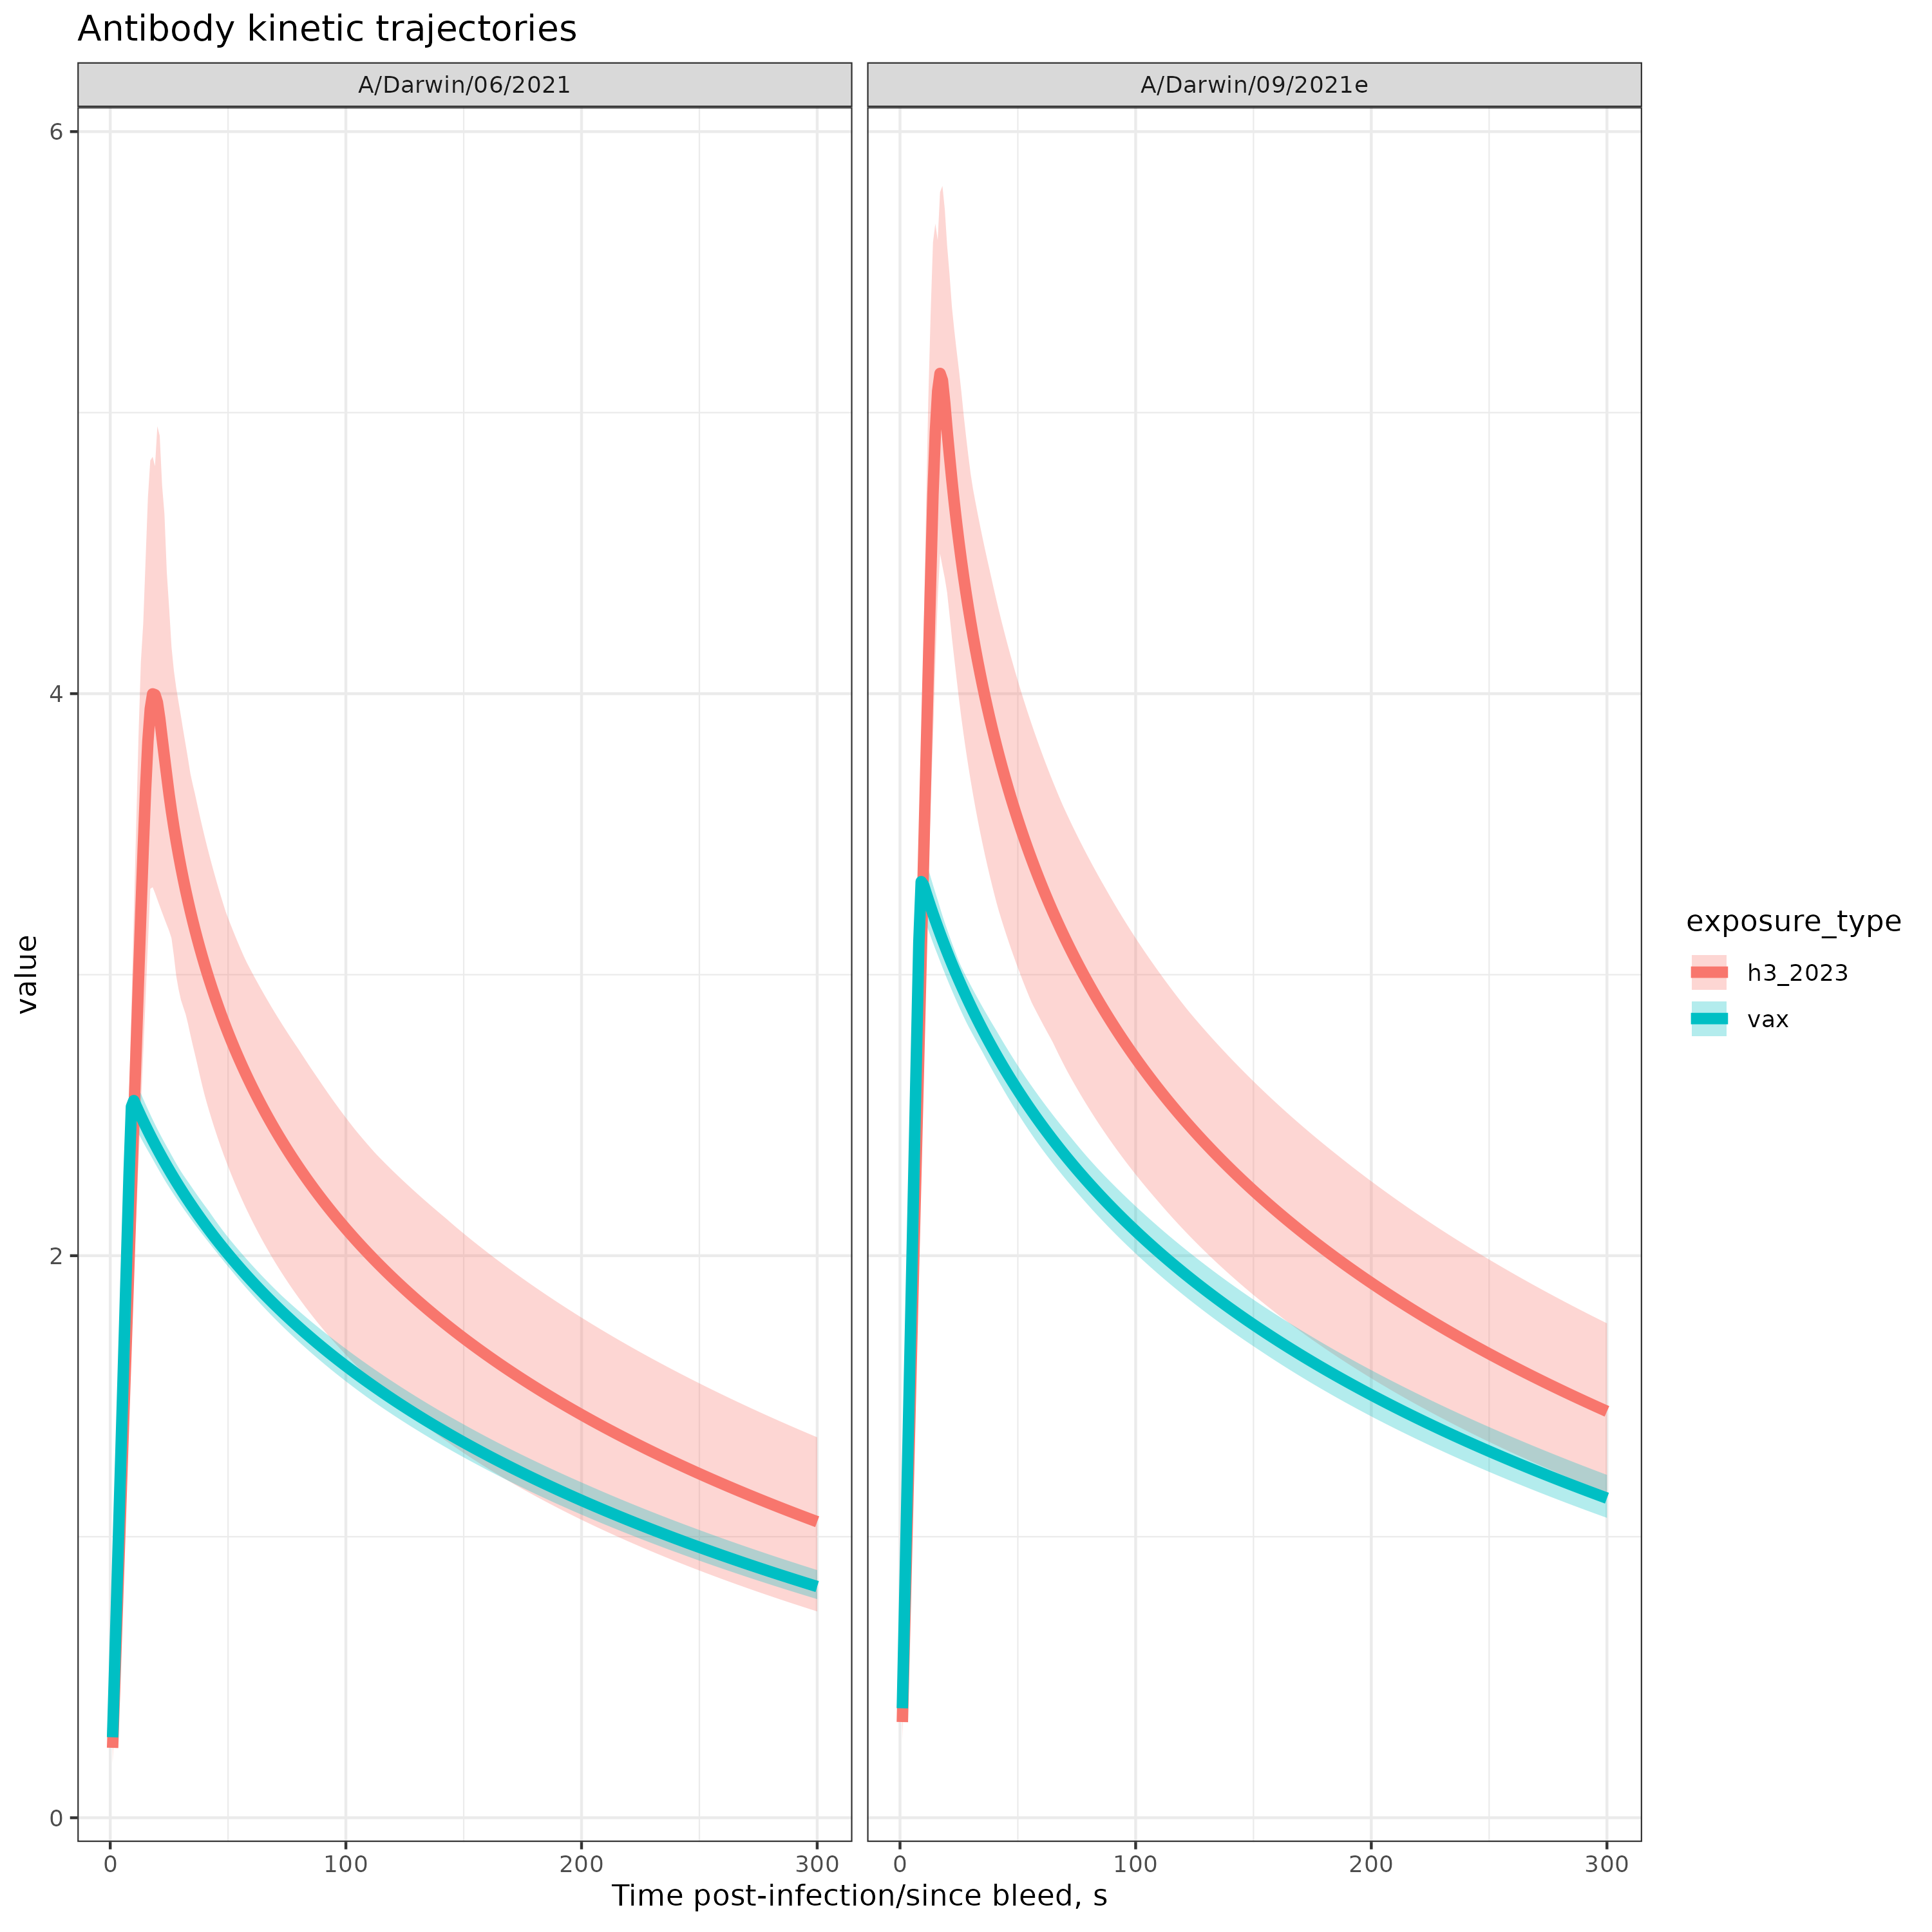 Antibody kinetic trajectories
A/Darwin/06/2021
A/Darwin/09/2021e
6
4
2
0
value
0 100 200 300
0 100 200 300
Time post-infection/since bleed, s
exposure_type
h3_2023
vax